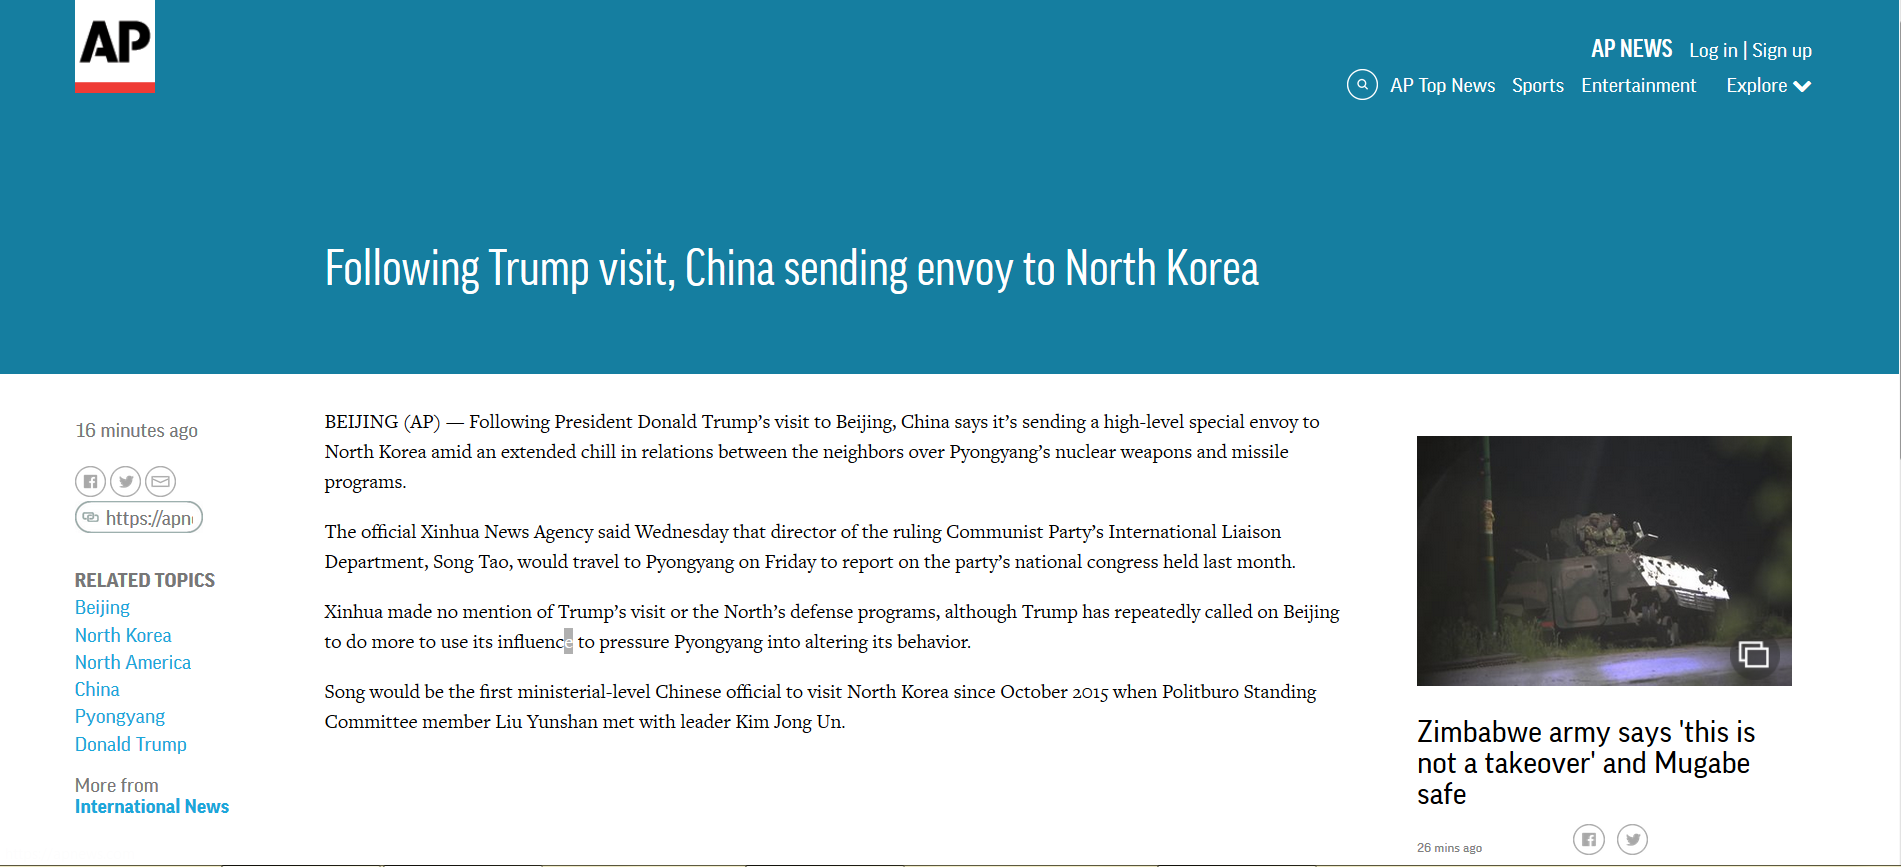 AP
AP NEWS Log in | Sign up
AP Top News Sports Entertainment Explore
Following Trump visit, China sending envoy to North Korea
16 minutes ago
https://apn
RELATED TOPICS
Beijing
North Korea
North America
China
Pyongyang
Donald Trump
More from
International News
BEIJING (AP) — Following President Donald Trump’s visit to Beijing, China says it’s sending a high-level special envoy to
North Korea amid an extended chill in relations between the neighbors over Pyongyang’s nuclear weapons and missile
programs.
The official Xinhua News Agency said Wednesday that director of the ruling Communist Party’s International Liaison
Department, Song Tao, would travel to Pyongyang on Friday to report on the party’s national congress held last month.
Xinhua made no mention of Trump’s visit or the North’s defense programs, although Trump has repeatedly called on Beijing
to do more to use its influence to pressure Pyongyang into altering its behavior.
Song would be the first ministerial-level Chinese official to visit North Korea since October 2015 when Politburo Standing
Committee member Liu Yunshan met with leader Kim Jong Un.
Zimbabwe army says 'this is
not a takeover' and Mugabe
safe
26 mins ago